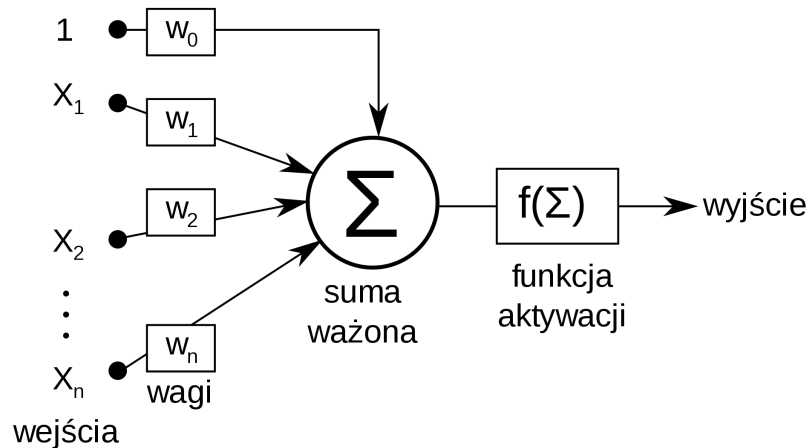 1
w₀
x₁
w₁
w₂
x₂
Σ
f(Σ)
wyjście
suma
ważona
funkcja
aktywacji
wₙ
xₙ
wagi
wejścia